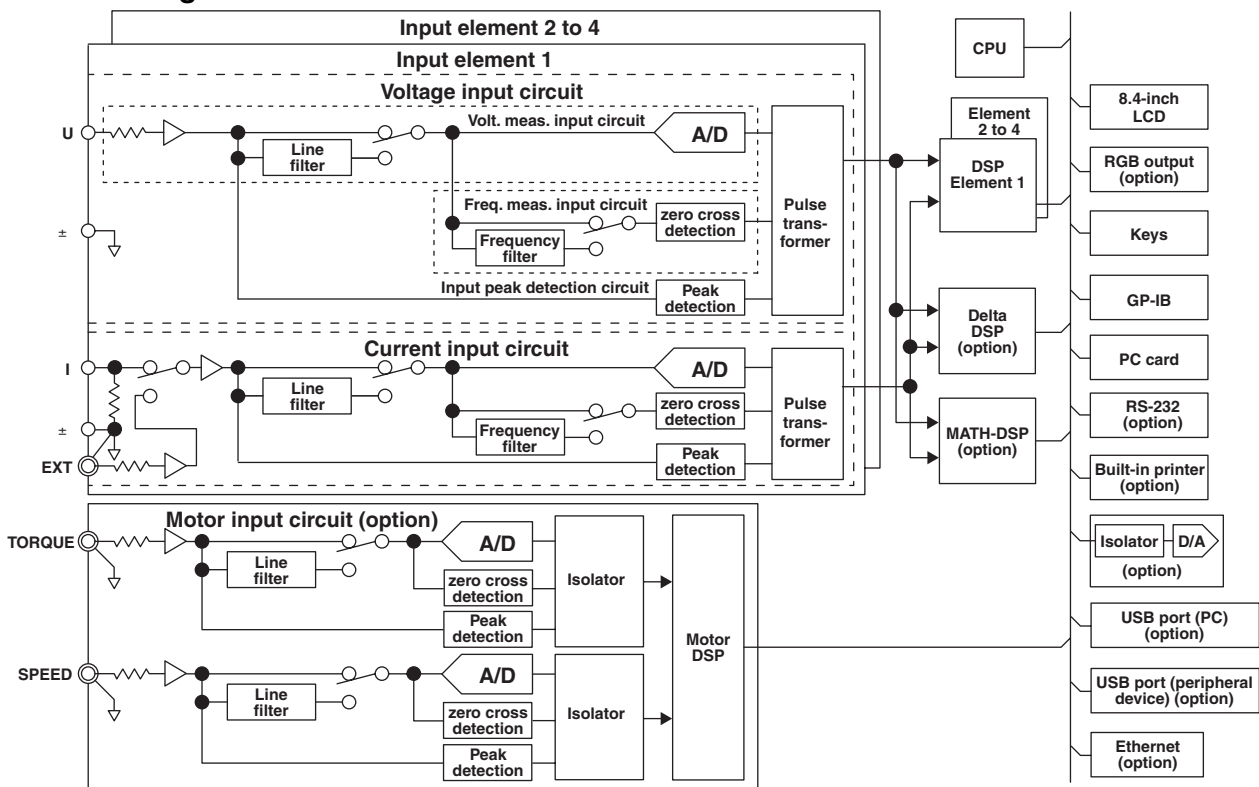 Input element 2 to 4
Input element 1
Voltage input circuit
U
Line
filter
Volt. meas. input circuit
A/D
Freq. meas. input circuit
Frequency
filter
zero cross
detection
±
Input peak detection circuit
Peak
detection
Pulse
trans-
former
Current input circuit
I
±
EXT
Line
filter
A/D
Frequency
filter
zero cross
detection
Peak
detection
Pulse
trans-
former
Motor input circuit (option)
TORQUE
Line
filter
A/D
zero cross
detection
Peak
detection
Isolator
SPEED
Line
filter
A/D
zero cross
detection
Peak
detection
Isolator
Motor
DSP
CPU
Element
2 to 4
DSP
Element 1
Delta
DSP
(option)
MATH-DSP
(option)
8.4-inch
LCD
RGB output
(option)
Keys
GP-IB
PC card
RS-232
(option)
Built-in printer
(option)
Isolator
D/A
(option)
USB port (PC)
(option)
USB port (peripheral
device) (option)
Ethernet
(option)